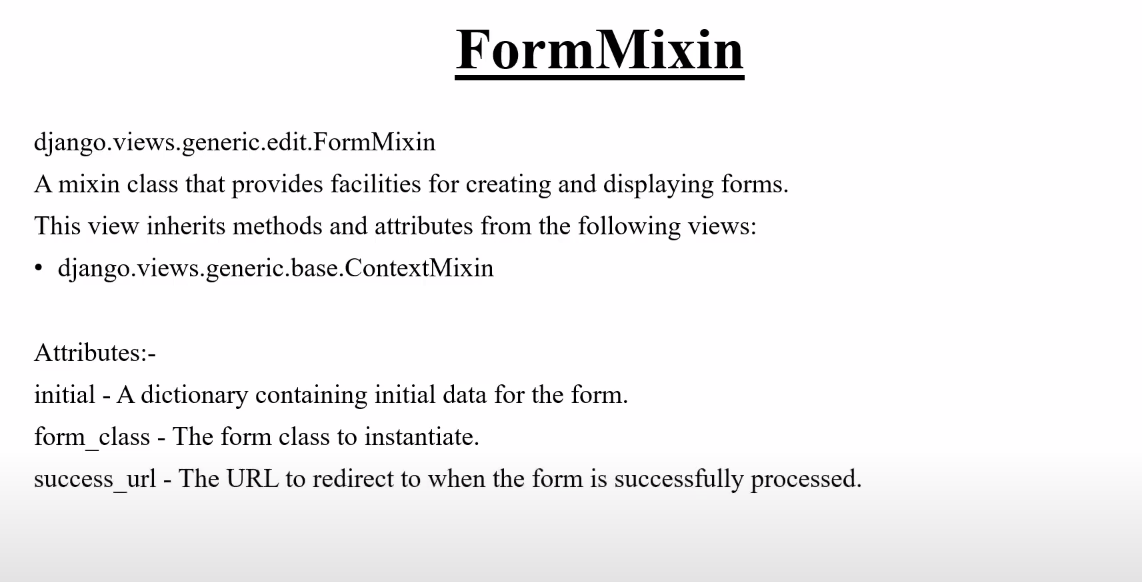 FormMixin
django.views.generic.edit.FormMixin
A mixin class that provides facilities for creating and displaying forms.
This view inherits methods and attributes from the following views:
• django.views.generic.base.ContextMixin
Attributes:-
initial - A dictionary containing initial data for the form.
form_class - The form class to instantiate.
success_url - The URL to redirect to when the form is successfully processed.